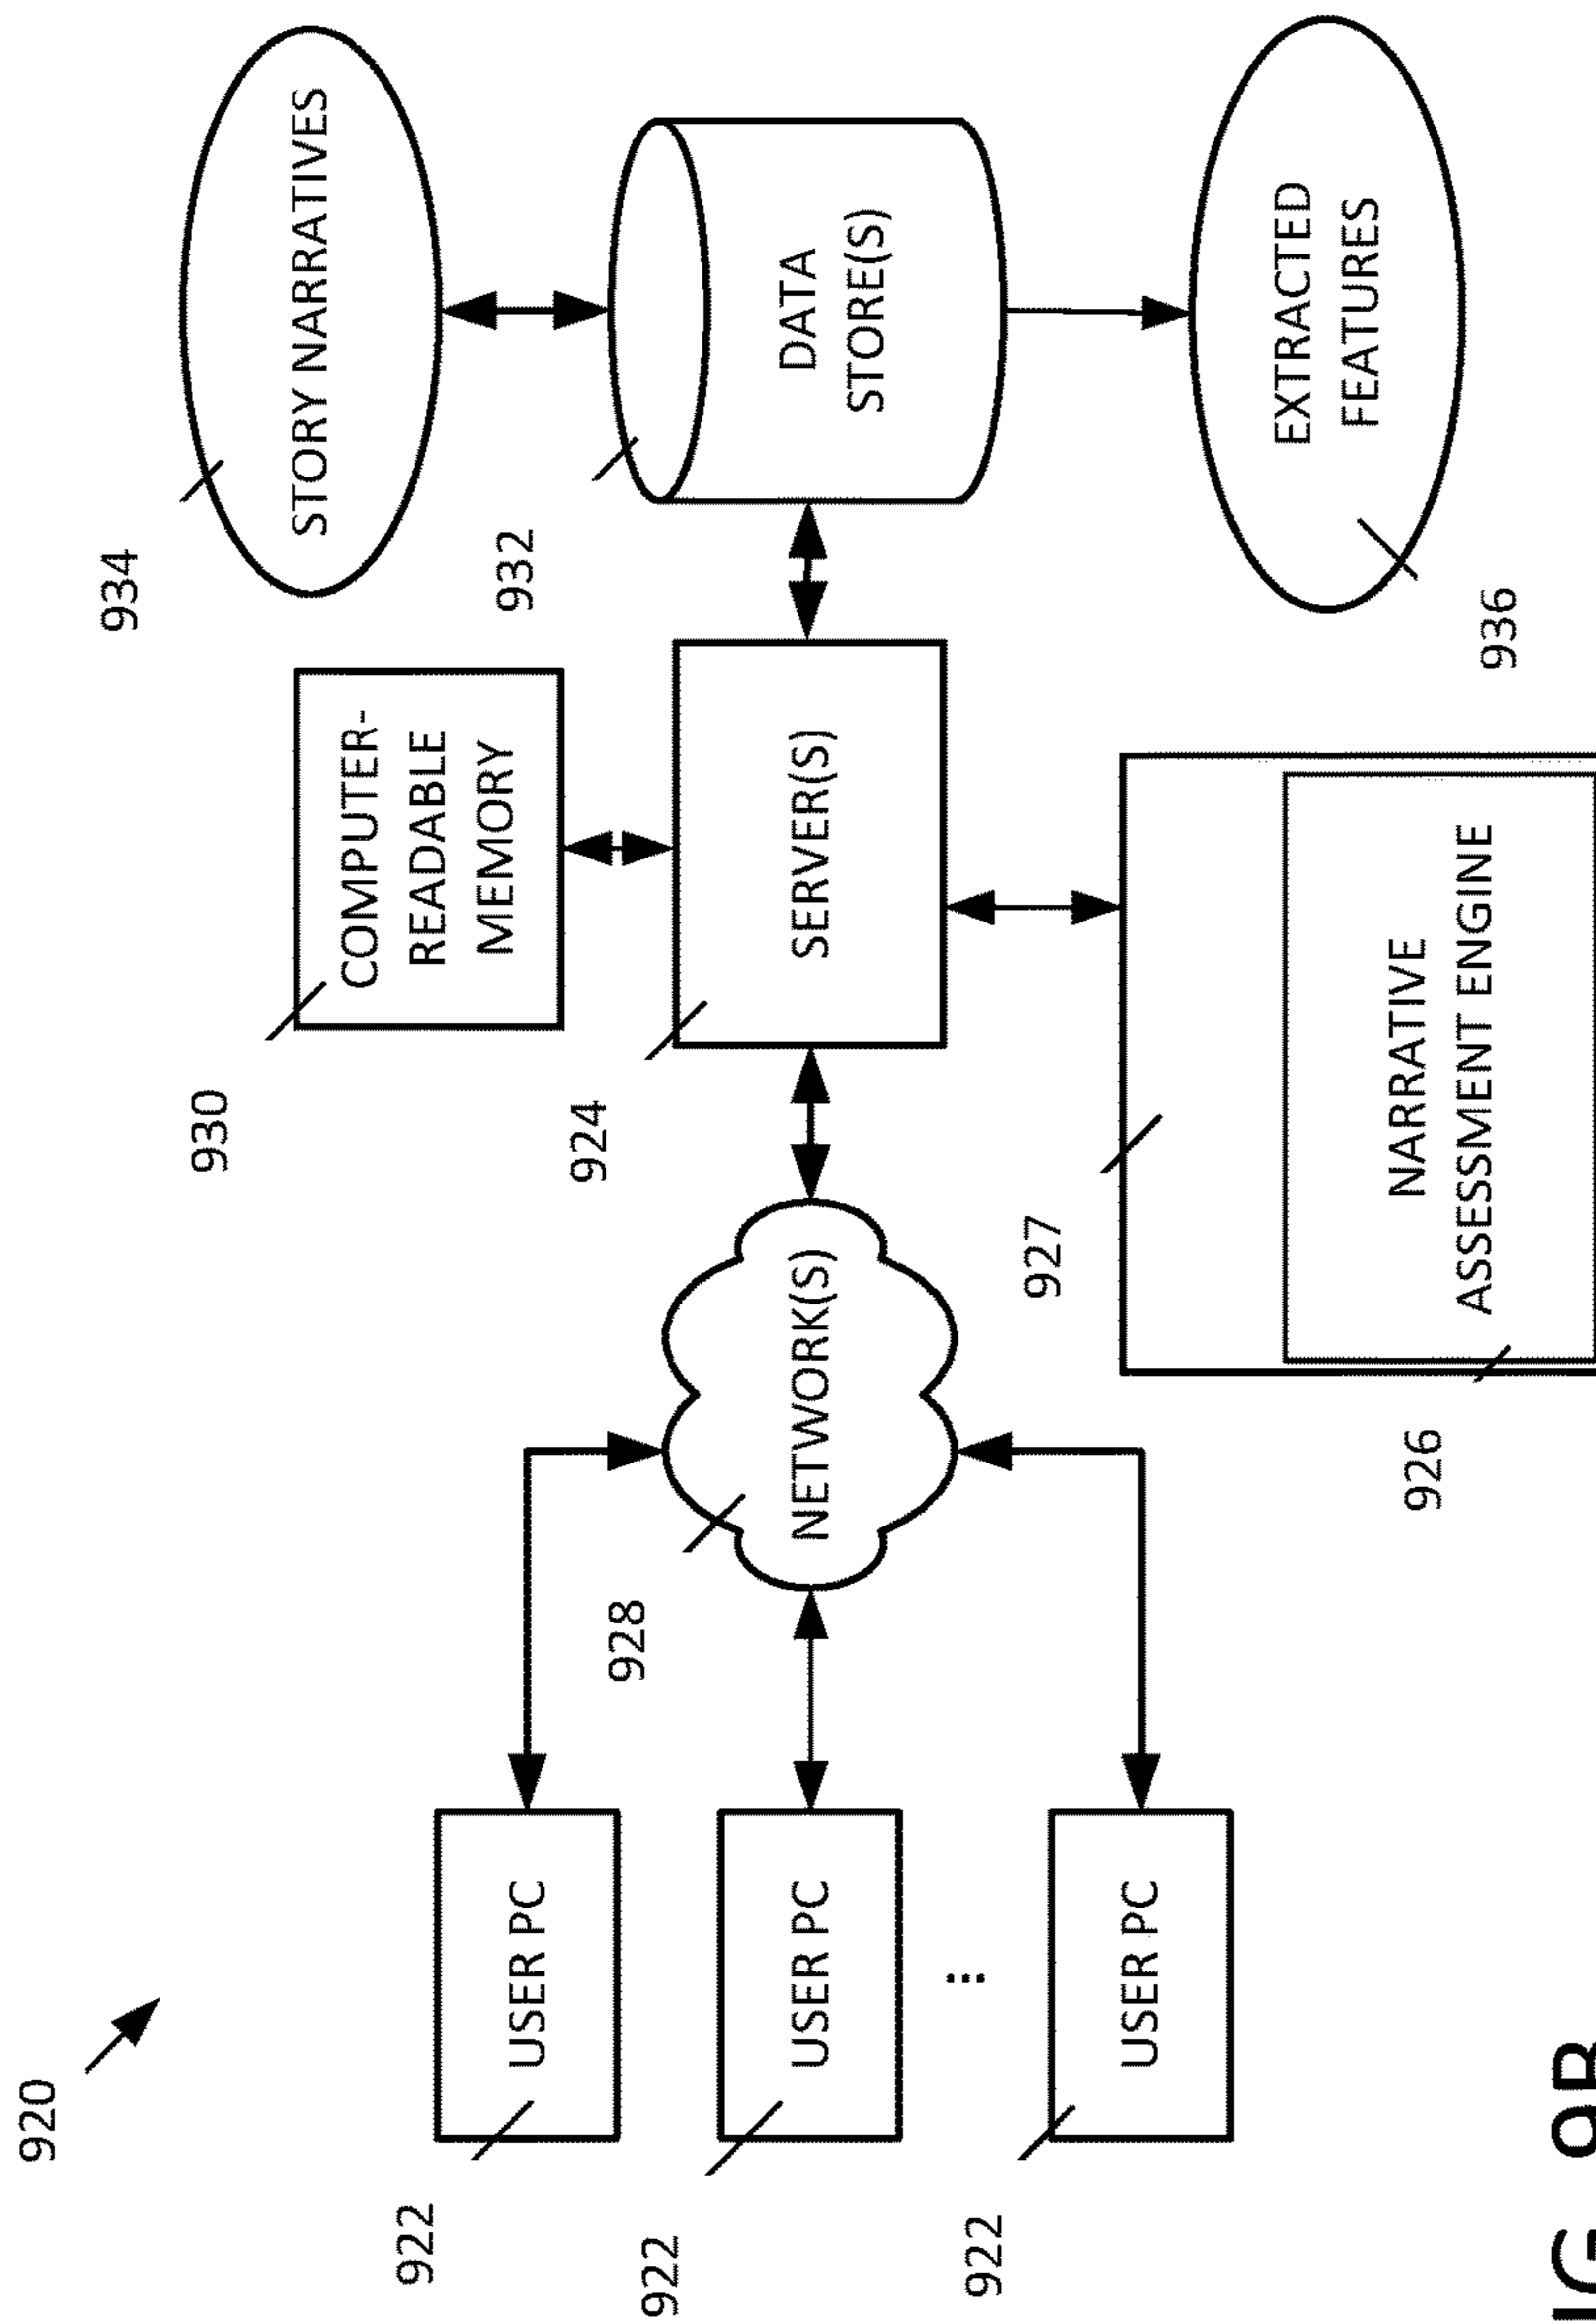 920
934
930
STORY NARRATIVES
COMPUTER-
READABLE
MEMORY
922
932
USER PC
924
928
922
USER PC
NETWORK(S)
SERVER(S)
DATA
STORE(S)
922
927
USER PC
EXTRACTED
FEATURES
NARRATIVE
ASSESSMENT ENGINE
926
936